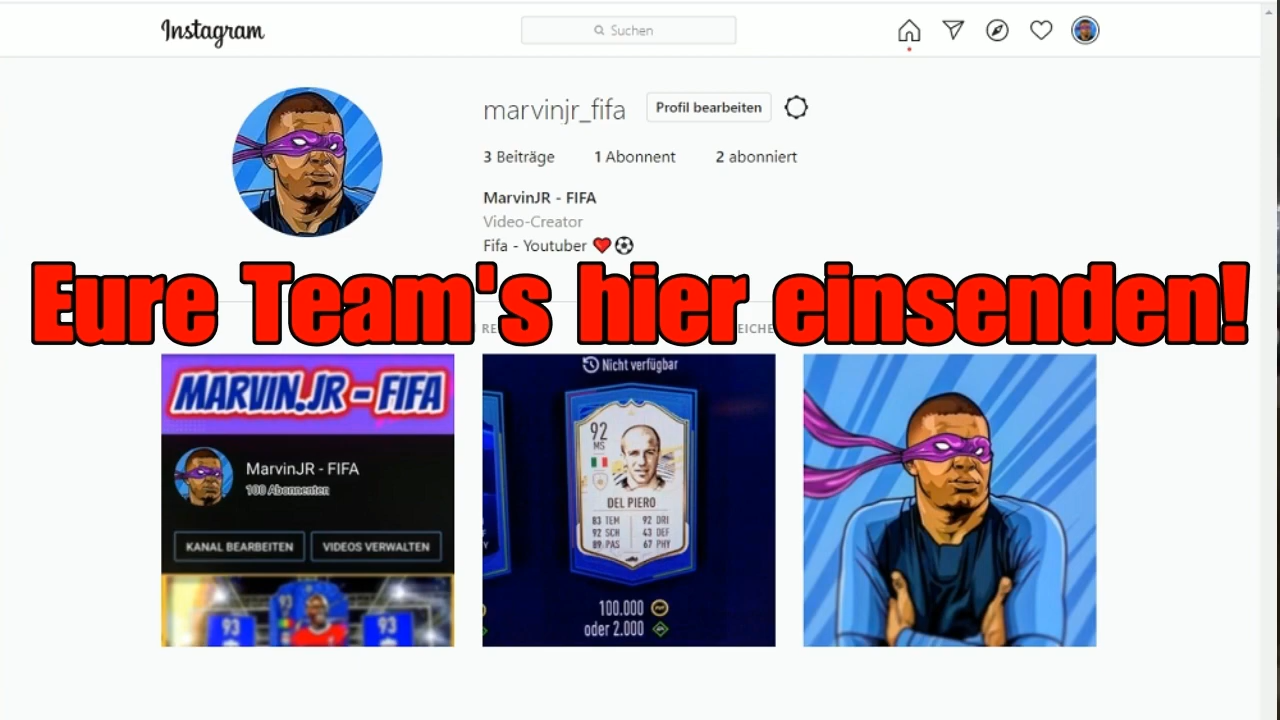 Instagram
Suchen
marvinjr_fifa
Profil bearbeiten
3 Beiträge 1 Abonnent 2 abonniert
MarvinJR - FIFA
Video-Creator
Fifa - Youtuber ❤️⚽
Eure Team's hier einsenden!
MARVIN.JR - FIFA
MarvinJR - FIFA
100 Abonnenten
KANAL BEARBEITEN VIDEOS VERWALTEN
93
93
93
Nicht verfügbar
92
MS
DEL PIERO
83 TEM 92 DRI
92 SCH 43 DEF
89 PAS 67 PHY
100.000
oder 2.000